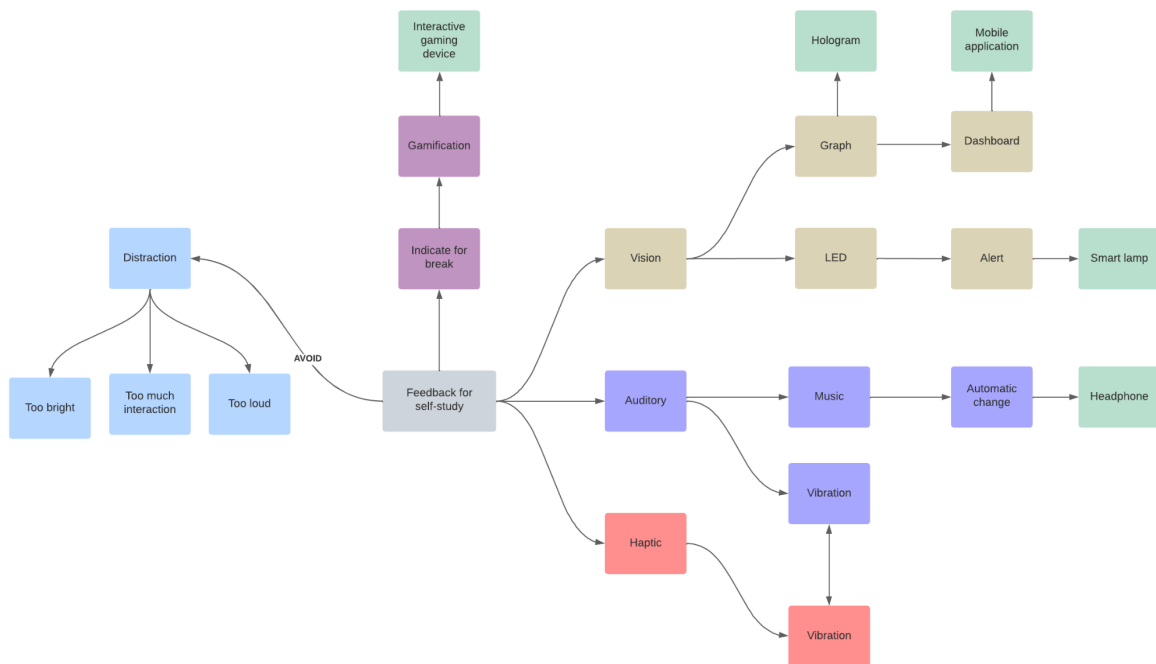 Interactive
gaming
device
Hologram
Mobile
application
Gamification
Graph
Dashboard
Distraction
Indicate for
break
Vision
LED
Alert
Smart lamp
AVOID
Too bright
Too much
interaction
Too loud
Feedback for
self-study
Auditory
Music
Automatic
change
Headphone
Vibration
Haptic
Vibration